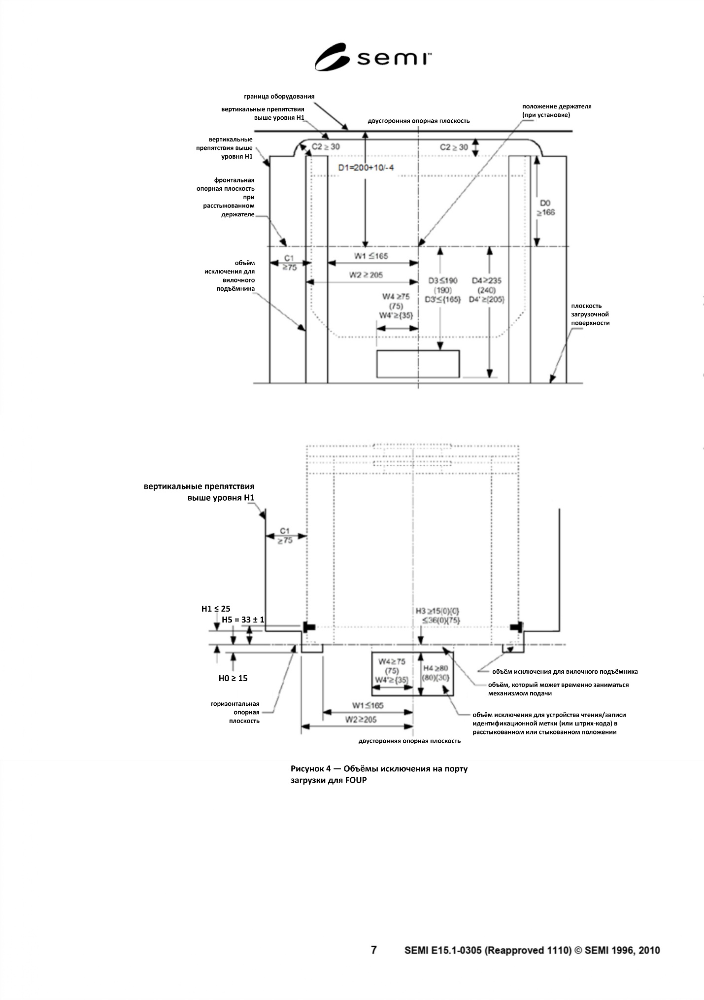 semi™
граница оборудования
вертикальные препятствия
выше уровня H1
двусторонняя опорная плоскость
положение держателя
(при установке)
вертикальные
препятствия выше
уровня H1
C2 ≥ 30
C2 ≥ 30
D1=200+10/-4
фронтальная
опорная плоскость
при
расстыкованном
держателе
D0
≥166
C1
≥75
W1 ≤165
объём
исключения для
вилочного
подъёмника
W2 ≥ 205
D3≤190
(190)
D3'≤{165}
D4≥235
(240)
D4'≥{205}
W4 ≥75
(75)
W4'≥{35}
плоскость
загрузочной
поверхности
вертикальные препятствия
выше уровня H1
C1
≥75
H1 ≤ 25
H5 = 33 ± 1
H3 ≥15(0){0}
≤36(0){75}
H0 ≥ 15
W4≥75
(75)
W4'≥{35}
H4≥80
(80){30}
объём исключения для вилочного подъёмника
объём, который может временно заниматься
механизмом подачи
горизонтальная
опорная
плоскость
W1≤165
W2≥205
объём исключения для устройства чтения/записи
идентификационной метки (или штрих-кода) в
расстыкованном или стыкованном положении
двусторонняя опорная плоскость
Рисунок 4 — Объёмы исключения на порту
загрузки для FOUP
7 SEMI E15.1-0305 (Reapproved 1110) © SEMI 1996, 2010